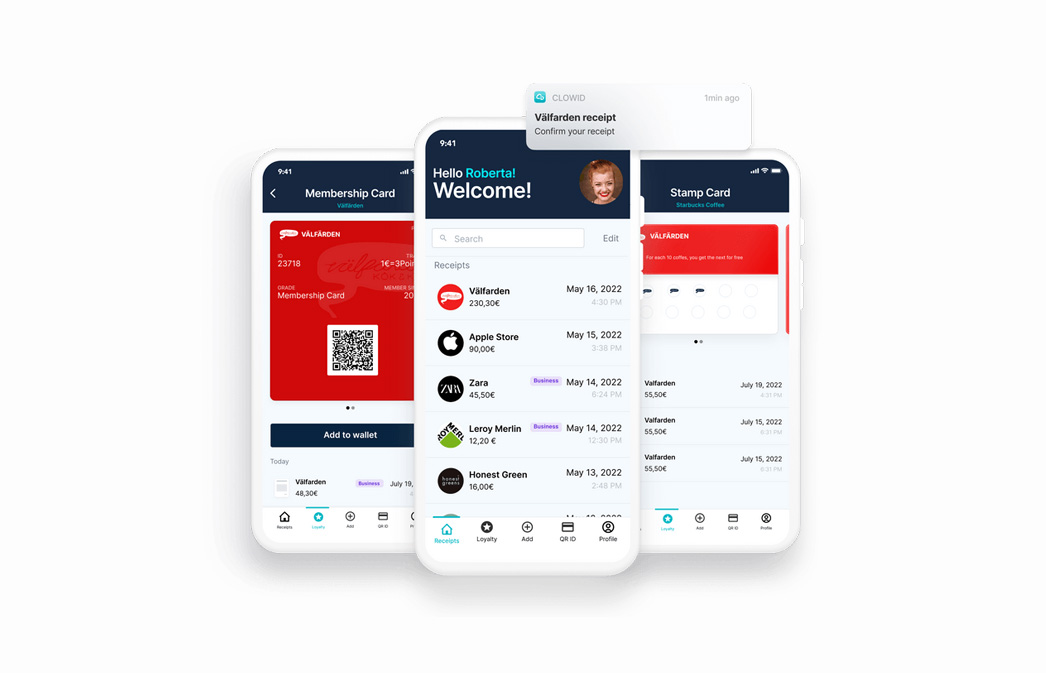 CLOWID
1min ago
Välfarden receipt
Confirm your receipt
9:41
Membership Card
Välfärden
VÄLFÄRDEN
ID
23718
1€=3Poin
GRADE
Membership Card
MEMBER SI
20
Add to wallet
Today
Välfarden
Business
July 19,
48,30€
Receipts
Loyalty
Add
QR ID
9:41
Hello Roberta!
Welcome!
Search
Edit
Receipts
Välfarden
May 16, 2022
230,30€
4:30 PM
Apple Store
May 15, 2022
90,00€
3:38 PM
ZARA
Zara
Business
May 14, 2022
45,50€
6:24 PM
Leroy Merlin
Business
May 14, 2022
12,20 €
12:30 PM
honest
greens
Honest Green
May 13, 2022
16,00€
2:48 PM
Receipts
Loyalty
Add
QR ID
Profile
Stamp Card
Starbucks Coffee
VÄLFÄRDEN
For each 10 coffes, you get the next for free
Valfarden
July 19, 2022
55,50€
4:31 PM
Valfarden
July 15, 2022
55,50€
6:31 PM
Valfarden
July 15, 2022
55,50€
6:31 PM
Loyalty
Add
QR ID
Profile